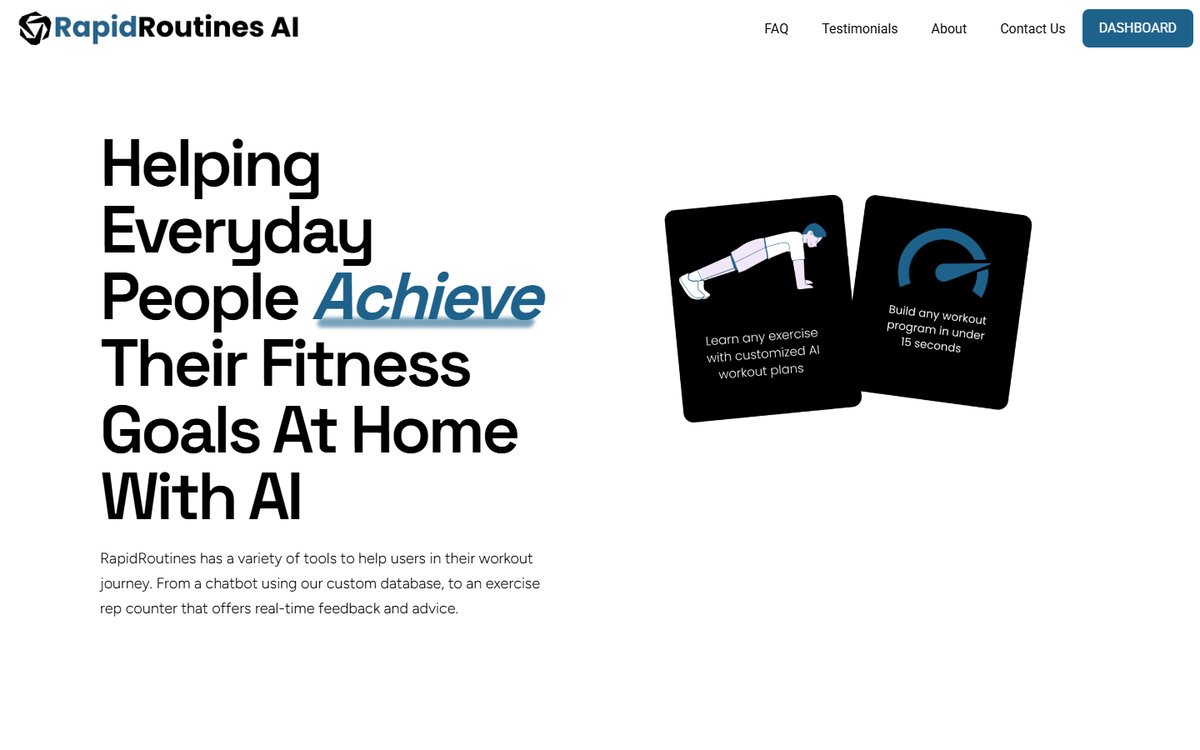 RapidRoutines AI
FAQ
Testimonials
About
Contact Us
DASHBOARD
Helping
Everyday
People Achieve
Their Fitness
Goals At Home
With AI
RapidRoutines has a variety of tools to help users in their workout
journey. From a chatbot using our custom database, to an exercise
rep counter that offers real-time feedback and advice.
Learn any exercise
with customized AI
workout plans
Build any workout
program in under
15 seconds